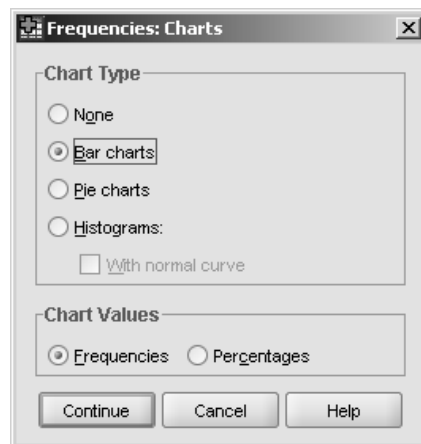 Frequencies: Charts
Chart Type
None
Bar charts
Pie charts
Histograms:
With normal curve
Chart Values
Frequencies Percentages
Continue Cancel Help